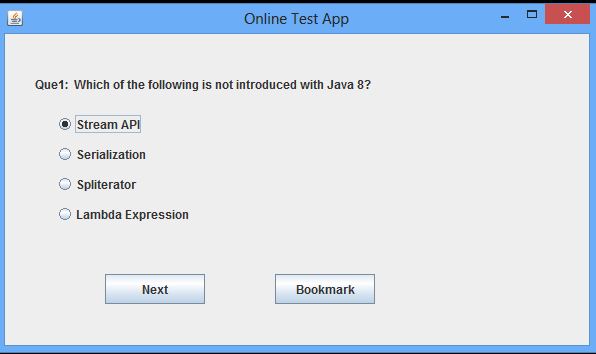 Online Test App
Que1: Which of the following is not introduced with Java 8?
Stream API
Serialization
Spliterator
Lambda Expression
Next Bookmark